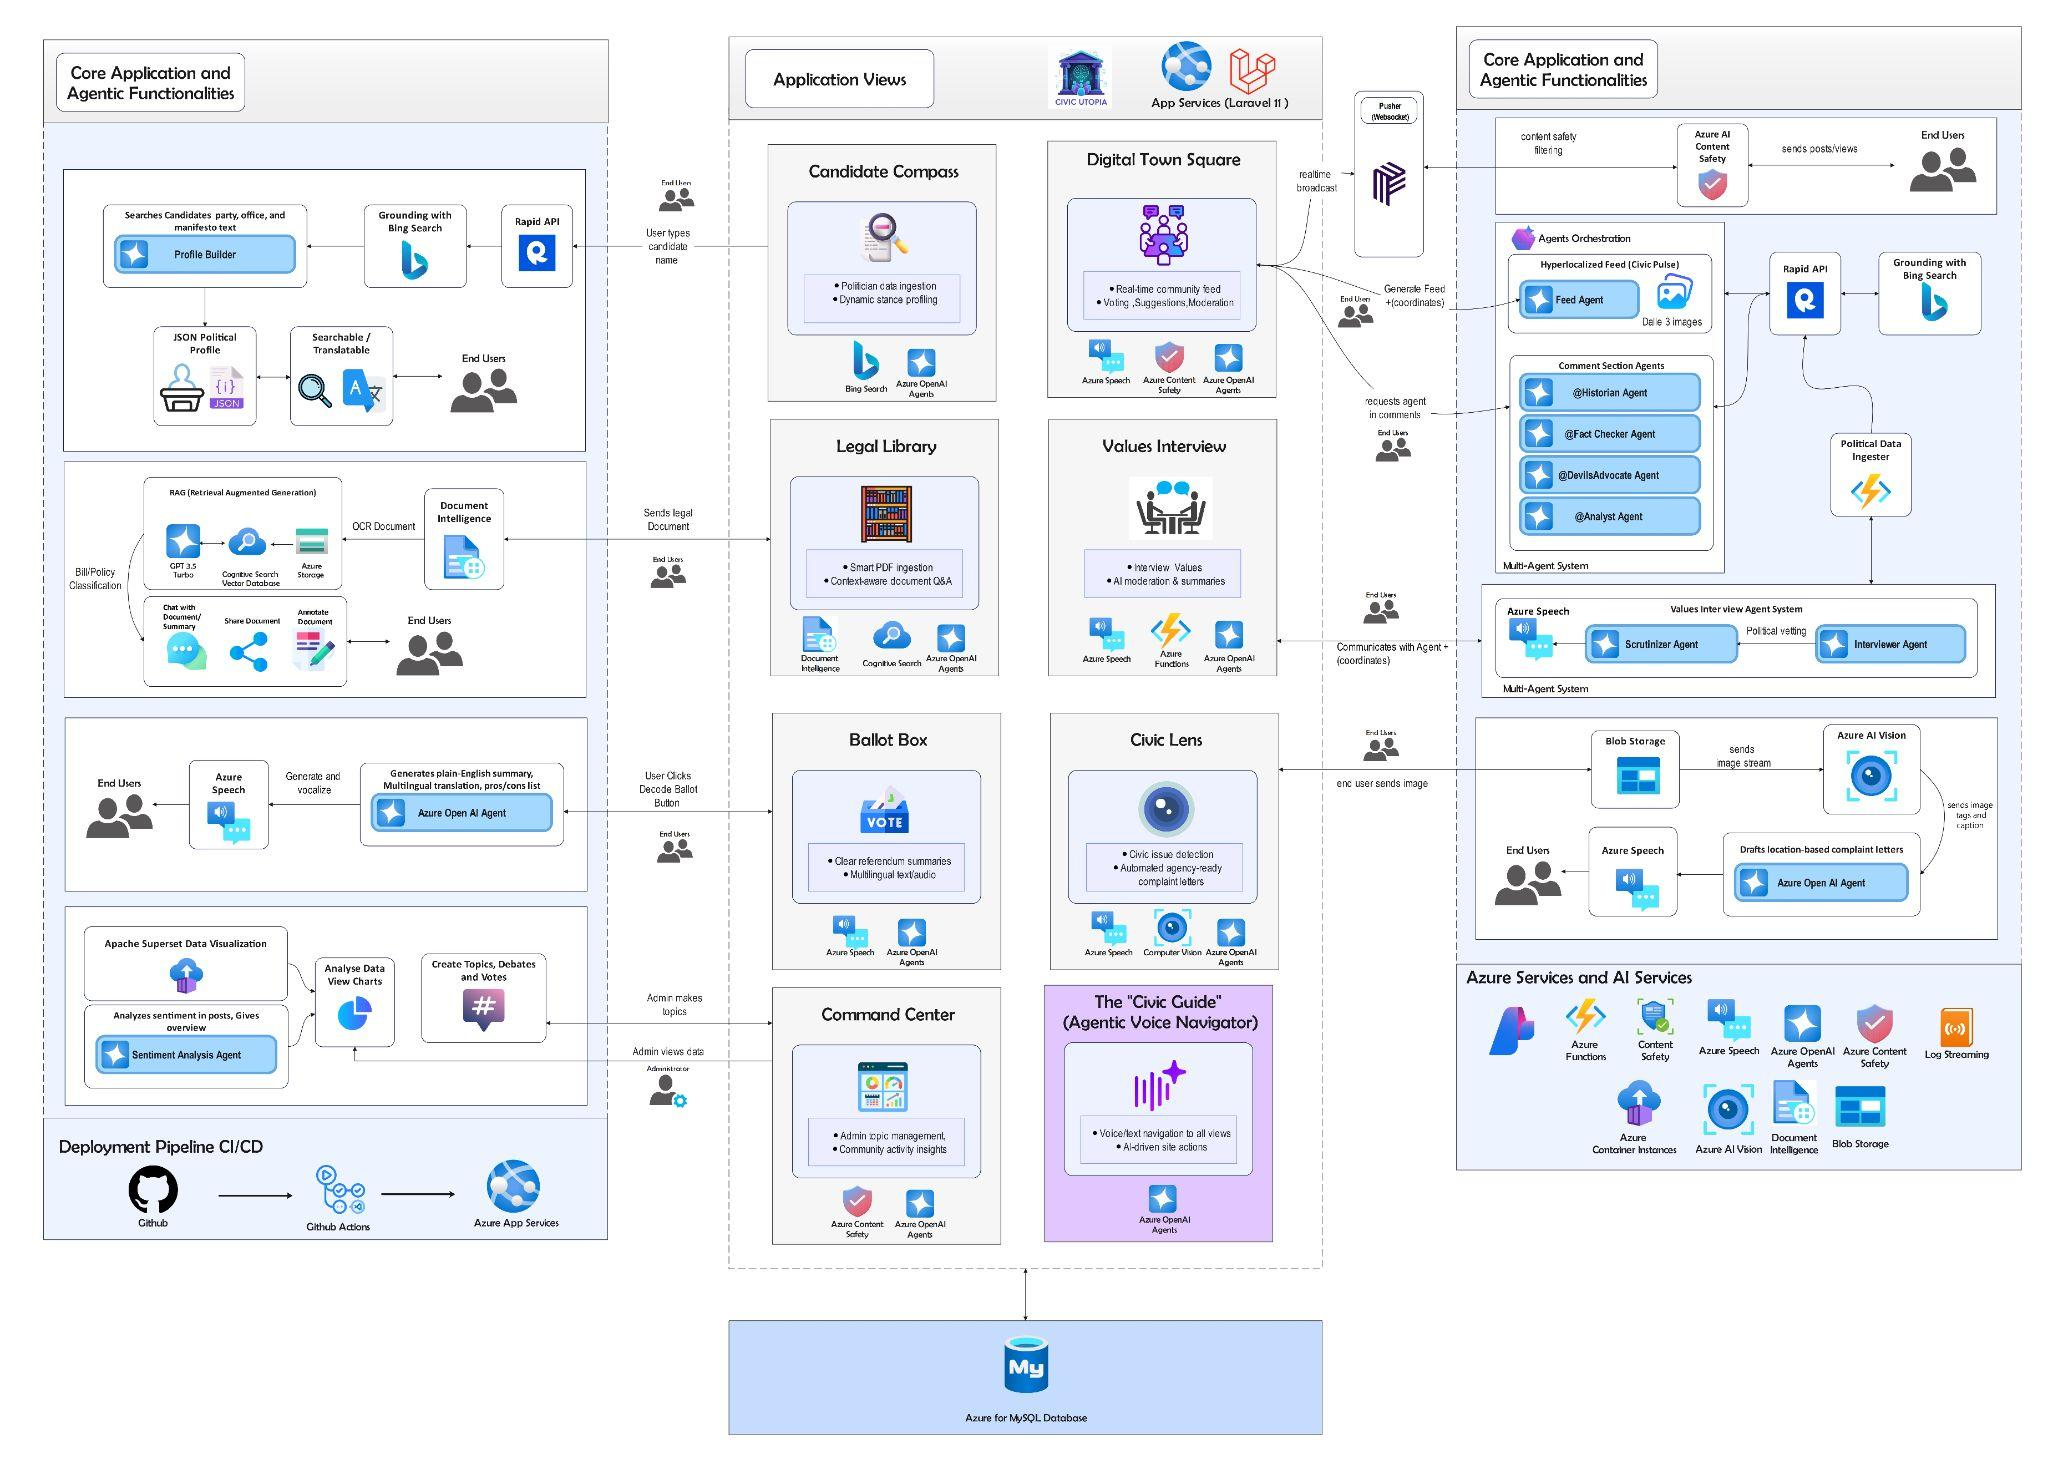 Core Application and
Agentic Functionalities
Searches Candidates party, office, and
manifesto text
Profile Builder
Grounding with
Bing Search
Rapid API
JSON Political
Profile
JSON
Searchable /
Translatable
A
End Users
End Users
User types
candidate
name
RAG (Retrieval Augmented Generation)
GPT 3.5
Turbo
Cognitive Search
Vector Database
Azure
Storage
OCR Document
Document
Intelligence
Bill/Policy
Classification
Chat with
Document/
Summary
Share Document
Annotate
Document
End Users
Sends legal
Document
End Users
End Users
Azure
Speech
Generate and
vocalize
Generates plain-English summary,
Multilingual translation, pros/cons list
Azure Open AI Agent
User Clicks
Decode Ballot
Button
End Users
Apache Superset Data Visualization
Analyzes sentiment in posts, Gives
overview
Sentiment Analysis Agent
Analyse Data
View Charts
Create Topics, Debates
and Votes
#
Admin makes
topics
Admin views data
Administrator
Deployment Pipeline CI/CD
Github
Github Actions
Azure App Services
Application Views
CIVIC UTOPIA
App Services (Laravel 11 )
Candidate Compass
• Politician data ingestion
• Dynamic stance profiling
Bing Search
Azure OpenAI
Agents
Digital Town Square
• Real-time community feed
• Voting ,Suggestions,Moderation
Azure Speech
Azure Content
Safety
Azure OpenAI
Agents
Legal Library
• Smart PDF ingestion
• Context-aware document Q&A
Document
Intelligence
Cognitive Search
Azure OpenAI
Agents
Values Interview
• Interview Values
• AI moderation & summaries
Azure Speech
Azure
Functions
Azure OpenAI
Agents
Ballot Box
VOTE
• Clear referendum summaries
• Multilingual text/audio
Azure Speech
Azure OpenAI
Agents
Civic Lens
• Civic issue detection
• Automated agency-ready
complaint letters
Azure Speech
Computer Vision
Azure OpenAI
Agents
Command Center
• Admin topic management,
• Community activity insights
Azure Content
Safety
Azure OpenAI
Agents
The "Civic Guide"
(Agentic Voice Navigator)
• Voice/text navigation to all views
• AI-driven site actions
Azure OpenAI
Agents
My
Azure for MySQL Database
Pusher
(Websocket)
realtime
broadcast
End Users
Generate Feed
+(coordinates)
requests agent
in comments
End Users
End Users
Communicates with Agent +
(coordinates)
End Users
end user sends image
Core Application and
Agentic Functionalities
content safety
filtering
Azure AI
Content
Safety
sends posts/views
End Users
Agents Orchestration
Hyperlocalized Feed (Civic Pulse)
Feed Agent
Dalle 3 images
Comment Section Agents
@Historian Agent
@Fact Checker Agent
@DevilsAdvocate Agent
@Analyst Agent
Multi-Agent System
Rapid API
Grounding with
Bing Search
Political Data
Ingester
Azure Speech
Values Inter view Agent System
Scrutinizer Agent
Political vetting
Interviewer Agent
Multi-Agent System
Blob Storage
sends
image stream
Azure AI Vision
sends image
tags and
caption
End Users
Azure Speech
Drafts location-based complaint letters
Azure Open AI Agent
Azure Services and AI Services
Azure
Functions
Content
Safety
Azure Speech
Azure OpenAI
Agents
Azure Content
Safety
Log Streaming
Azure
Container Instances
Azure AI Vision
Document
Intelligence
Blob Storage